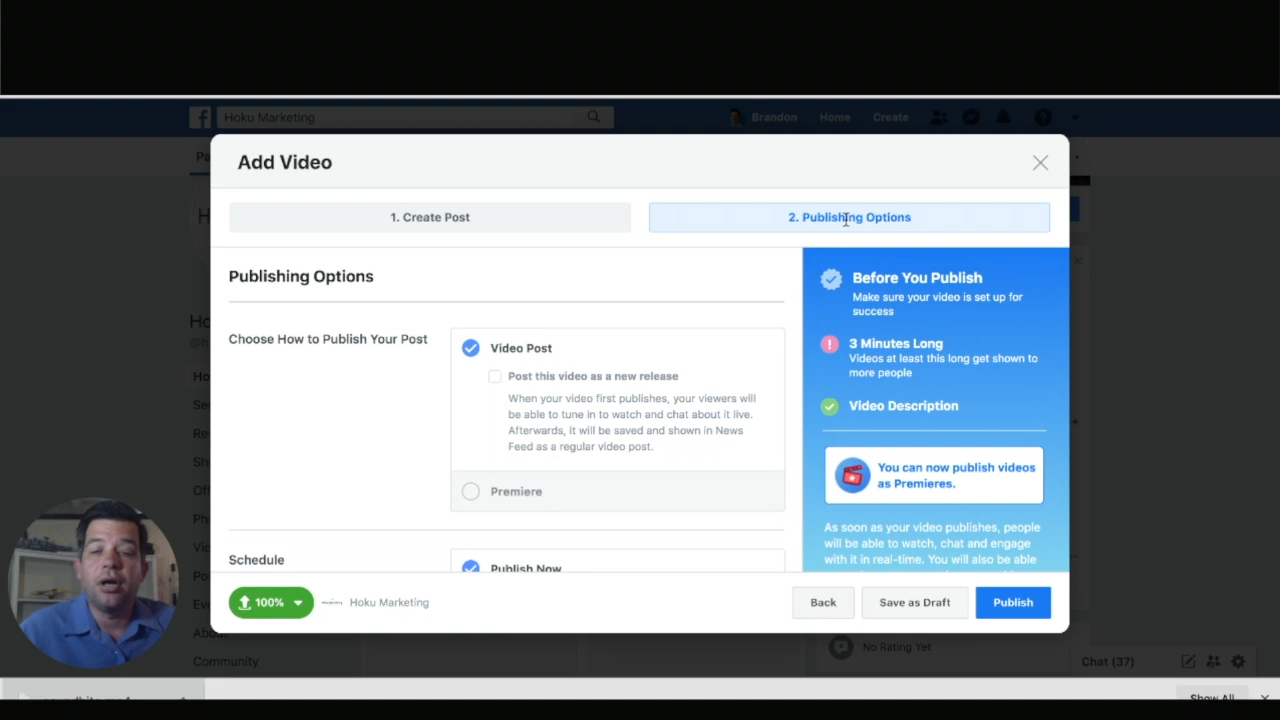 Hoku Marketing
Brandon
Home
Create
Add Video
1. Create Post
2. Publishing Options
Publishing Options
Choose How to Publish Your Post
Video Post
Post this video as a new release
When your video first publishes, your viewers will
be able to tune in to watch and chat about it live.
Afterwards, it will be saved and shown in News
Feed as a regular video post.
Premiere
Schedule
Publish Now
Before You Publish
Make sure your video is set up for
success
3 Minutes Long
Videos at least this long get shown to
more people
Video Description
You can now publish videos
as Premieres.
As soon as your video publishes, people
will be able to watch, chat and engage
with it in real-time. You will also be able
100%
Hoku Marketing
Back
Save as Draft
Publish
No Rating Yet
Community
Chat (37)
Show All